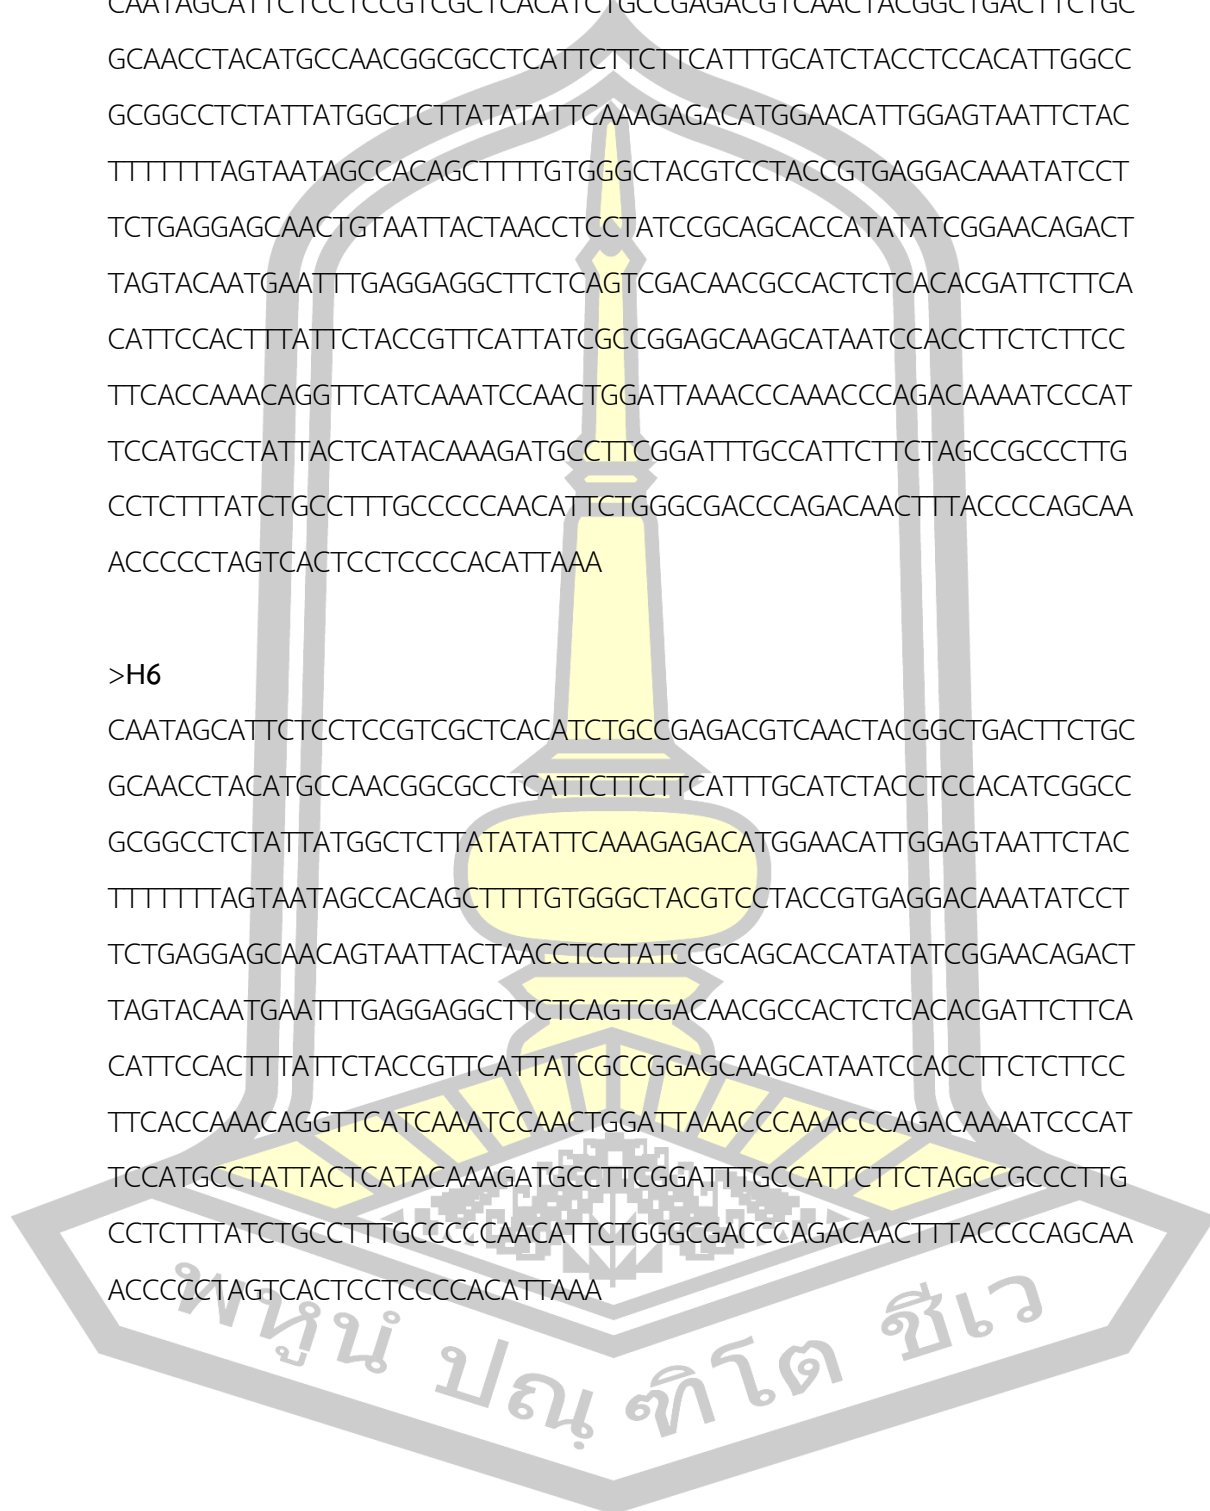 CAATAGCATTCTCCTCCGTCGCTCACATCTGCCGAGACGTCAACTACGGCTGACTTCTGC
GCAACCTACATGCCAACGGCGCCTCATTCTTCTTCATTTGCATCTACCTCCACATTGGCC
GCGGCCTCTATTATGGCTCTTATATATTCAAAGAGACATGGAACATTGGAGTAATTCTAC
TTTTTTTAGTAATAGCCACAGCTTTTGTGGGCTACGTCCTACCGTGAGGACAAATATCCT
TCTGAGGAGCAACTGTAATTACTAACCTCCTATCCGCAGCACCATATATCGGAACAGACT
TAGTACAATGAATTTGAGGAGGCTTCTCAGTCGACAACGCCACTCTCACACGATTCTTCA
CATTCCACTTTATTCTACCGTTCATTATCGCCGGAGCAAGCATAATCCACCTTCTCTTCC
TTCACCAAACAGGTTCATCAAATCCAACTGGATTAAACCCAAACCCAGACAAAATCCCAT
TCCATGCCTATTACTCATACAAAGATGCCTTCGGATTTGCCATTCTTCTAGCCGCCCTTG
CCTCTTTATCTGCCTTTGCCCCCAACATTCTGGGCGACCCAGACAACTTTACCCCAGCAA
ACCCCCTAGTCACTCCTCCCCACATTAAA
>H6
CAATAGCATTCTCCTCCGTCGCTCACATCTGCCGAGACGTCAACTACGGCTGACTTCTGC
GCAACCTACATGCCAACGGCGCCTCATTCTTCTTCATTTGCATCTACCTCCACATCGGCC
GCGGCCTCTATTATGGCTCTTATATATTCAAAGAGACATGGAACATTGGAGTAATTCTAC
TTTTTTTAGTAATAGCCACAGCTTTTGTGGGCTACGTCCTACCGTGAGGACAAATATCCT
TCTGAGGAGCAACAGTAATTACTAACCTCCTATCCGCAGCACCATATATCGGAACAGACT
TAGTACAATGAATTTGAGGAGGCTTCTCAGTCGACAACGCCACTCTCACACGATTCTTCA
CATTCCACTTTATTCTACCGTTCATTATCGCCGGAGCAAGCATAATCCACCTTCTCTTCC
TTCACCAAACAGGTTCATCAAATCCAACTGGATTAAACCCAAACCCAGACAAAATCCCAT
TCCATGCCTATTACTCATACAAAGATGCCTTCGGATTTGCCATTCTTCTAGCCGCCCTTG
CCTCTTTATCTGCCTTTGCCCCCAACATTCTGGGCGACCCAGACAACTTTACCCCAGCAA
ACCCCCTAGTCACTCCTCCCCACATTAAA
พหูนํ ปณฺ ฑิโต ชีเว